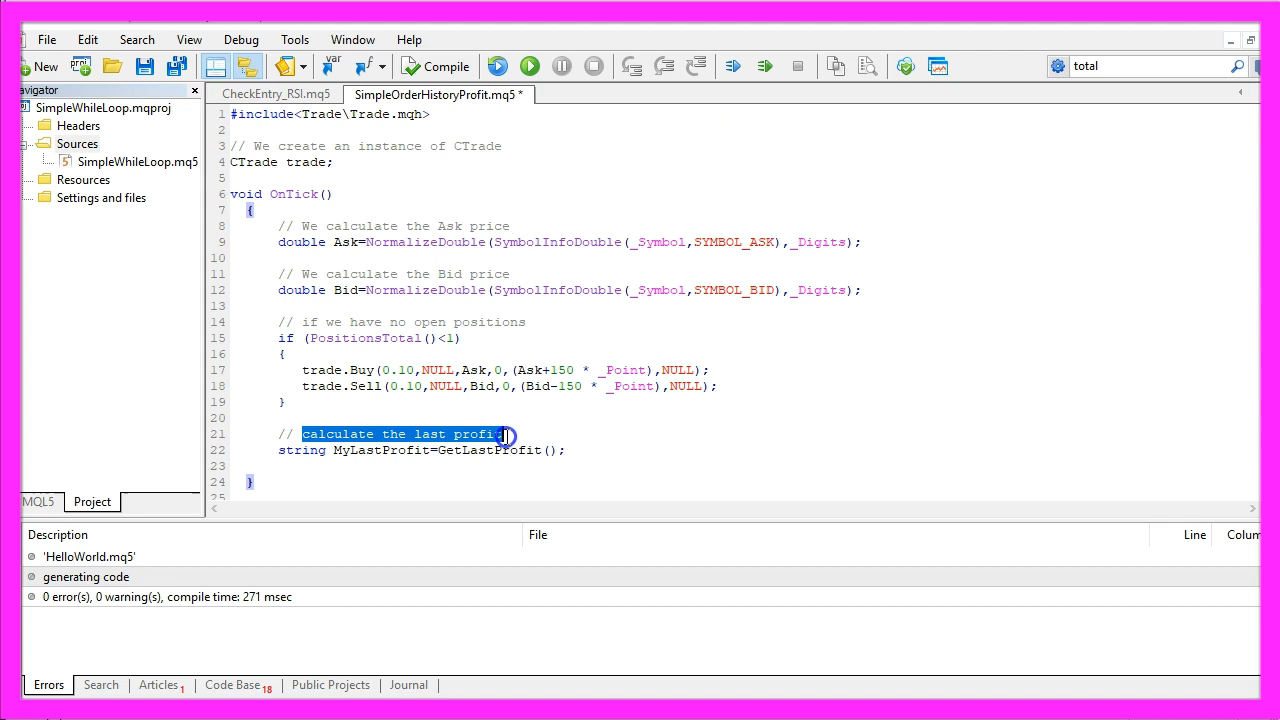 File Edit Search View Debug Tools Window Help
New Compile total
avigator
SimpleWhileLoop.mqproj
Headers
Sources
SimpleWhileLoop.mq5
Resources
Settings and files
MQL5 Project
CheckEntry_RSI.mq5 SimpleOrderHistoryProfit.mq5 *
1 #include<Trade\Trade.mqh>
2
3 // We create an instance of CTrade
4 CTrade trade;
5
6 void OnTick()
7 {
8 // We calculate the Ask price
9 double Ask=NormalizeDouble(SymbolInfoDouble(_Symbol,SYMBOL_ASK),_Digits);
10
11 // We calculate the Bid price
12 double Bid=NormalizeDouble(SymbolInfoDouble(_Symbol,SYMBOL_BID),_Digits);
13
14 // if we have no open positions
15 if (PositionsTotal()<1)
16 {
17 trade.Buy(0.10,NULL,Ask,0,(Ask+150 * _Point),NULL);
18 trade.Sell(0.10,NULL,Bid,0,(Bid-150 * _Point),NULL);
19 }
20
21 // calculate the last profit
22 string MyLastProfit=GetLastProfit();
23
24 }
25
Description File Line Colum
'HelloWorld.mq5'
generating code
0 error(s), 0 warning(s), compile time: 271 msec
Errors Search Articles 1 Code Base 18 Public Projects Journal